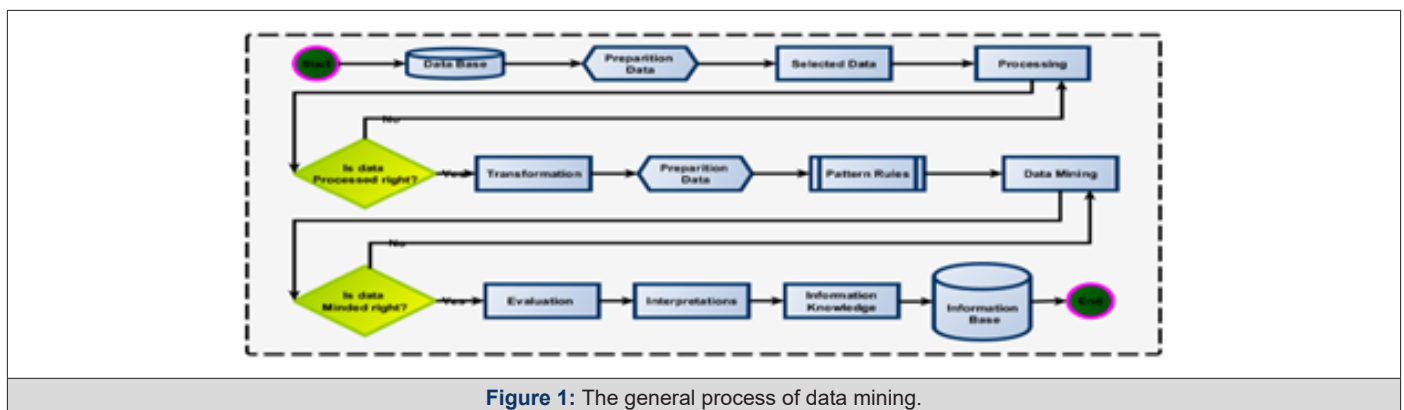 Start
Data Base
Preparition
Data
Selected Data
Processing
No
Is data
Processed right?
Yes
Transformation
Preparition
Data
Pattern Rules
Data Mining
No
Is data
Minded right?
Yes
Evaluation
Interpretations
Information
Knowledge
Information
Base
End
Figure 1: The general process of data mining.